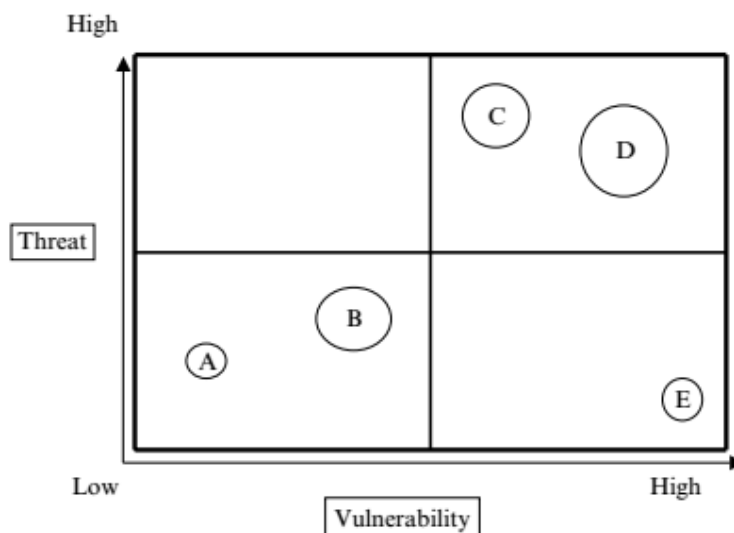 High
C
D
Threat
B
A
E
Low
High
Vulnerability